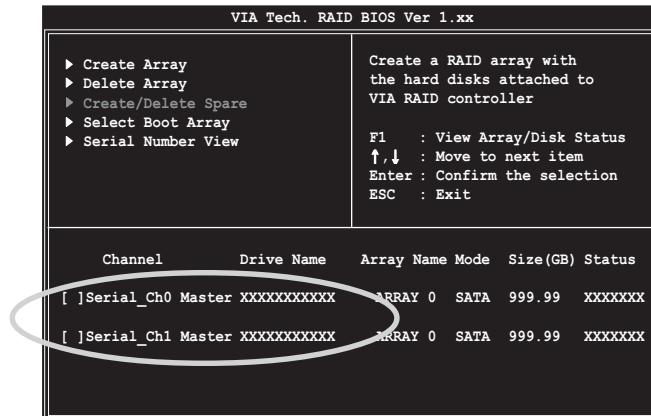 VIA Tech. RAID BIOS Ver 1.xx
Create Array
Delete Array
Create/Delete Spare
Select Boot Array
Serial Number View
Create a RAID array with
the hard disks attached to
VIA RAID controller
F1 : View Array/Disk Status
↑,↓ : Move to next item
Enter : Confirm the selection
ESC : Exit
Channel Drive Name Array Name Mode Size(GB) Status
[ ]Serial_Ch0 Master XXXXXXXXXXX ARRAY 0 SATA 999.99 XXXXXXX
[ ]Serial_Ch1 Master XXXXXXXXXXX ARRAY 0 SATA 999.99 XXXXXXX